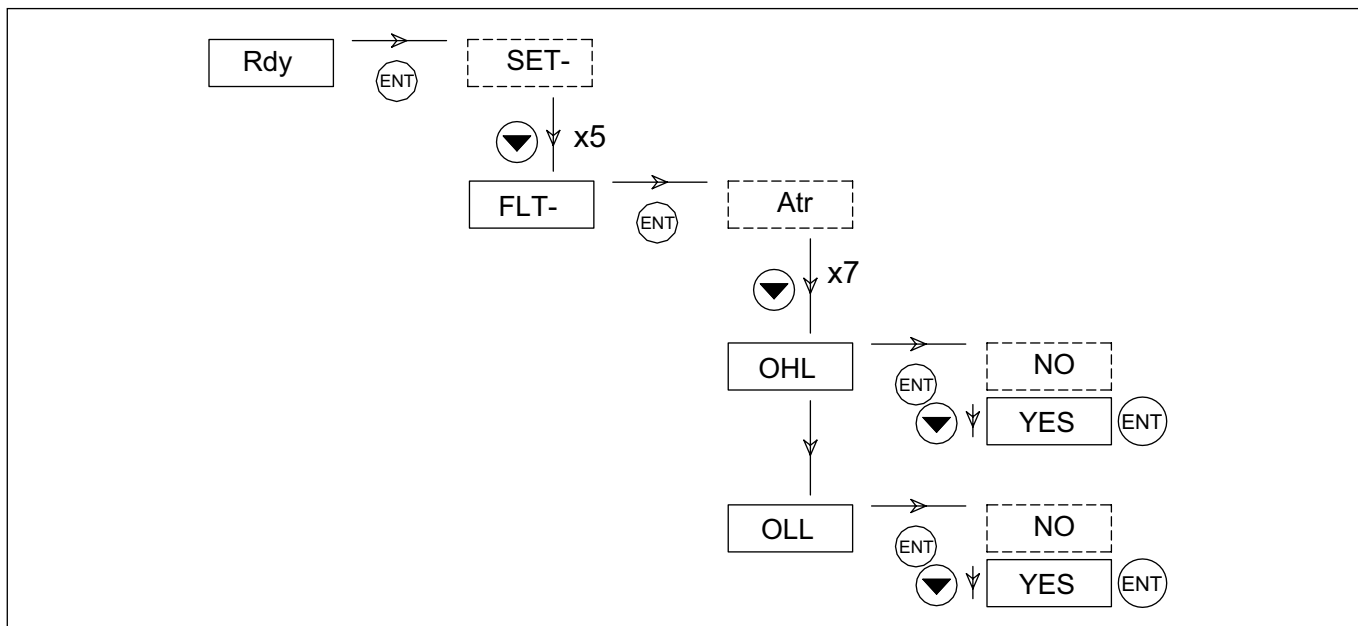 Rdy
ENT
SET-
x5
FLT-
ENT
Atr
x7
OHL
ENT
NO
YES
ENT
OLL
ENT
NO
YES
ENT